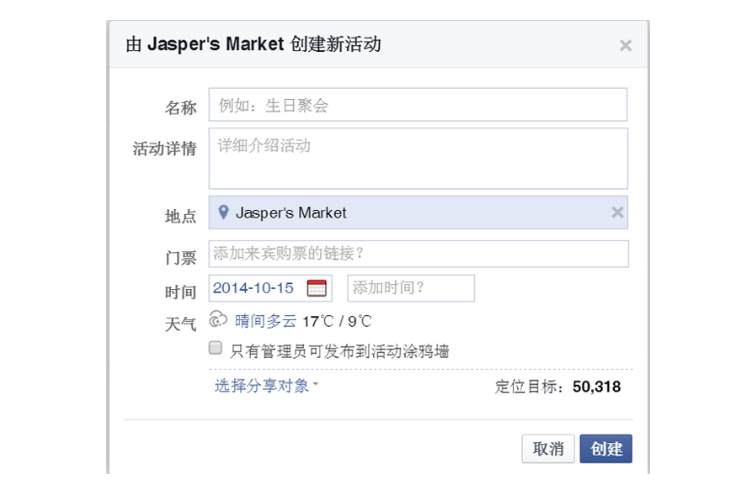 由 Jasper's Market 创建新活动
名称 例如：生日聚会
活动详情 详细介绍活动
地点 Jasper's Market
门票 添加来宾购票的链接？
时间 2014-10-15 添加时间？
天气 晴间多云 17℃ / 9℃
只有管理员可发布到活动涂鸦墙
选择分享对象 定位目标：50,318
取消 创建